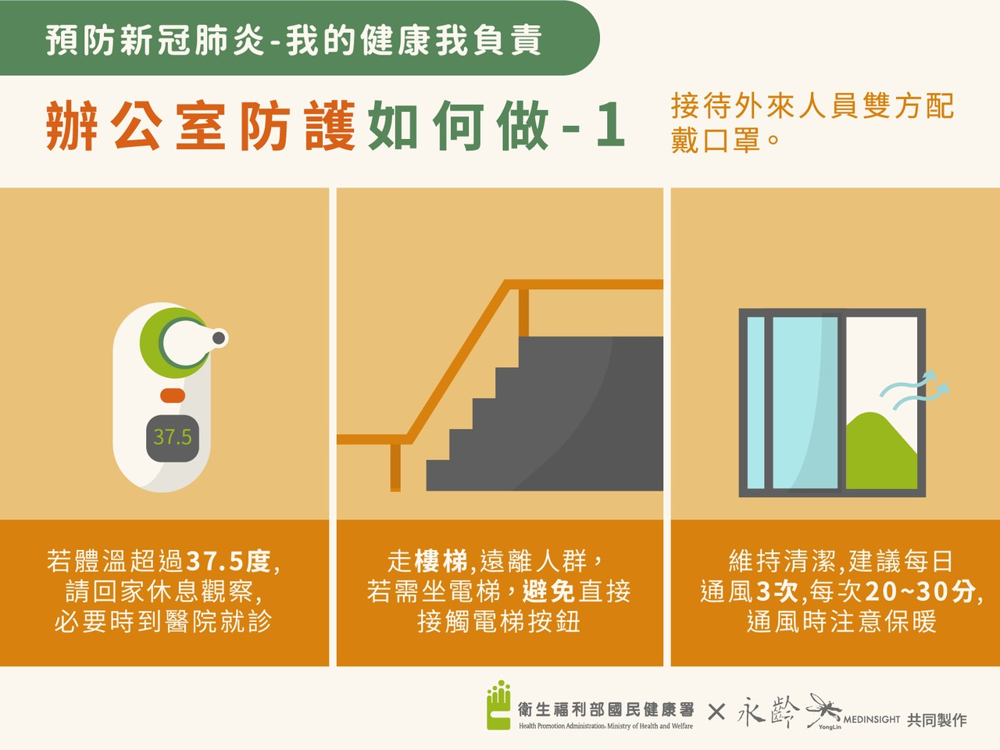 預防新冠肺炎-我的健康我負責
辦公室防護如何做-1
接待外來人員雙方配
戴口罩。
37.5
若體溫超過37.5度,
請回家休息觀察,
必要時到醫院就診
走樓梯,遠離人群，
若需坐電梯，避免直接
接觸電梯按鈕
維持清潔,建議每日
通風3次,每次20~30分,
通風時注意保暖
衛生福利部國民健康署
Health Promotion Administration, Ministry of Health and Welfare
×
永齡
YongLin
MEDINSIGHT
共同製作